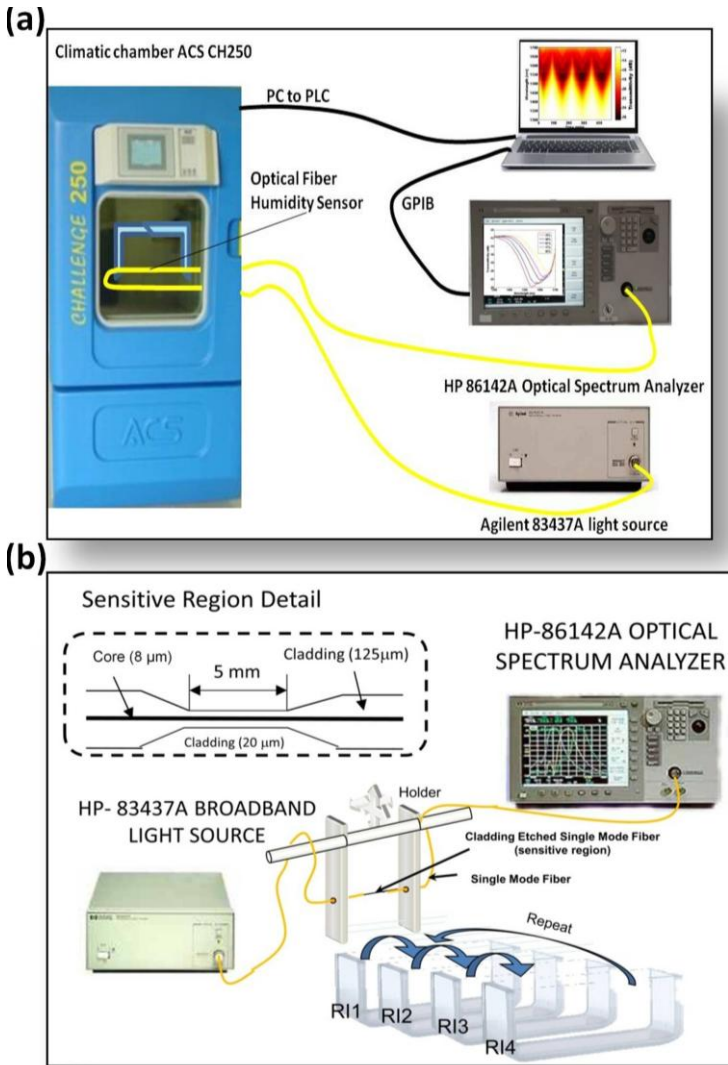 (a)
Climatic chamber ACS CH250
PC to PLC
CHALLENGE 250
Optical Fiber
Humidity Sensor
GPIB
ACS
HP 86142A Optical Spectrum Analyzer
Agilent 83437A light source
(b)
Sensitive Region Detail
Core (8 μm)
5 mm
Cladding (125μm)
Cladding (20 μm)
HP-86142A OPTICAL
SPECTRUM ANALYZER
HP- 83437A BROADBAND
LIGHT SOURCE
Holder
Cladding Etched Single Mode Fiber
(sensitive region)
Single Mode Fiber
Repeat
RI1
RI2
RI3
RI4